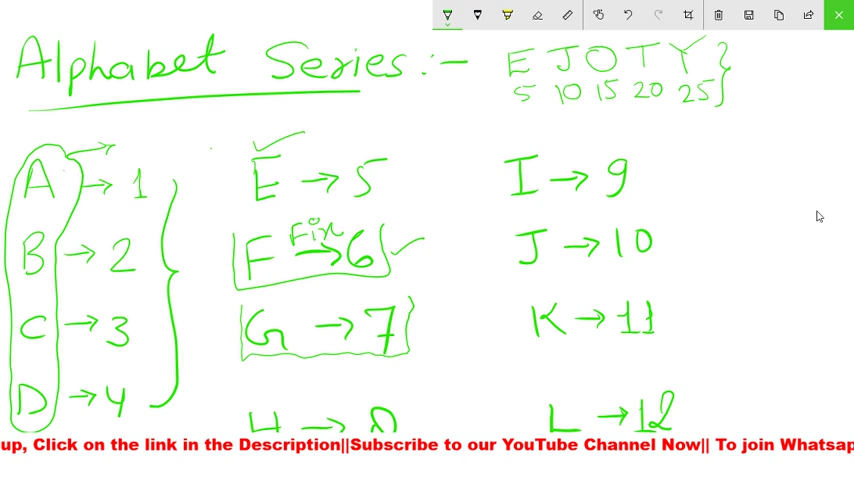 Alphabet Series :-
E J O T Y }
5 10 15 20 25 }
A → 1
B → 2
C → 3
D → 4
E → 5
F Fix → 6
G → 7
H → 8
I → 9
J → 10
K → 11
L → 12
up, Click on the link in the Description||Subscribe to our YouTube Channel Now|| To join Whatsap